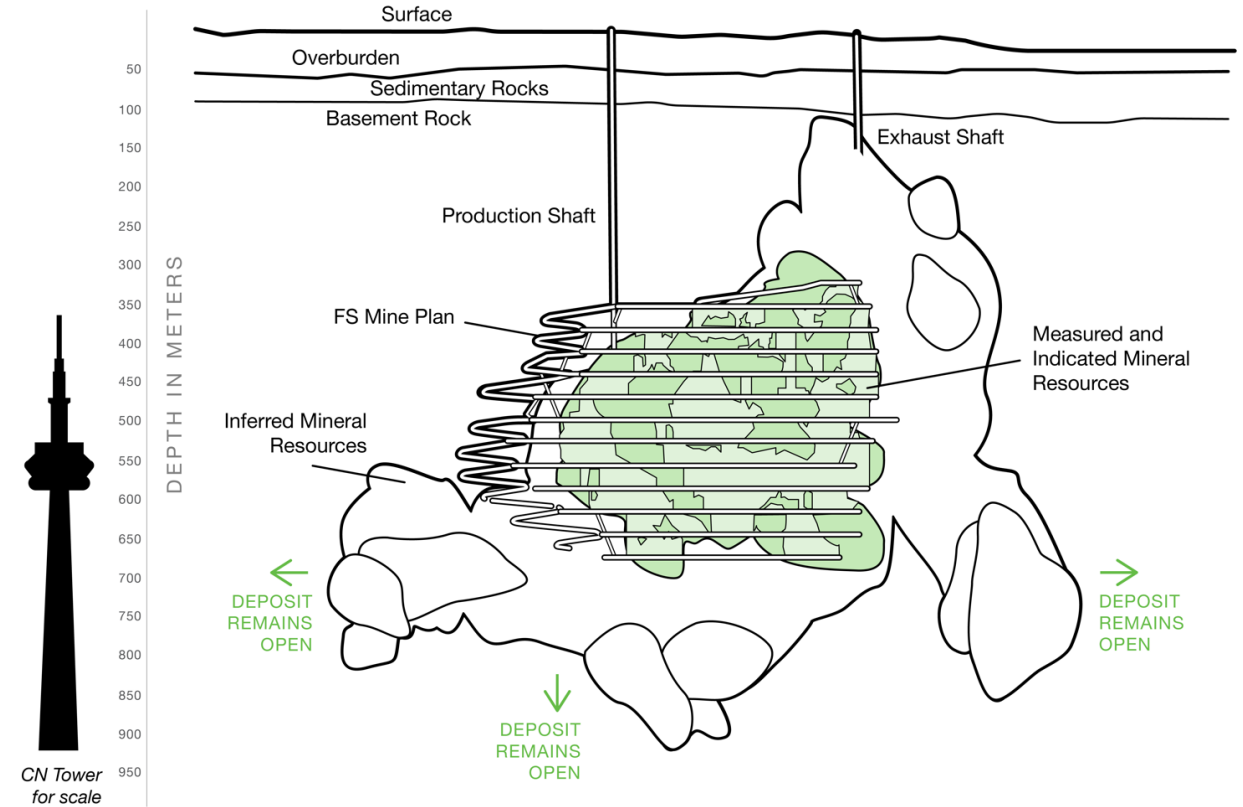 Surface
Overburden
50
Sedimentary Rocks
100
Basement Rock
Exhaust Shaft
150
200
Production Shaft
250
300
DEPTH IN METERS
350
FS Mine Plan
400
Measured and
Indicated Mineral
Resources
450
Inferred Mineral
Resources
500
550
600
650
700
DEPOSIT
REMAINS
OPEN
DEPOSIT
REMAINS
OPEN
750
800
850
900
DEPOSIT
REMAINS
OPEN
950
CN Tower
for scale